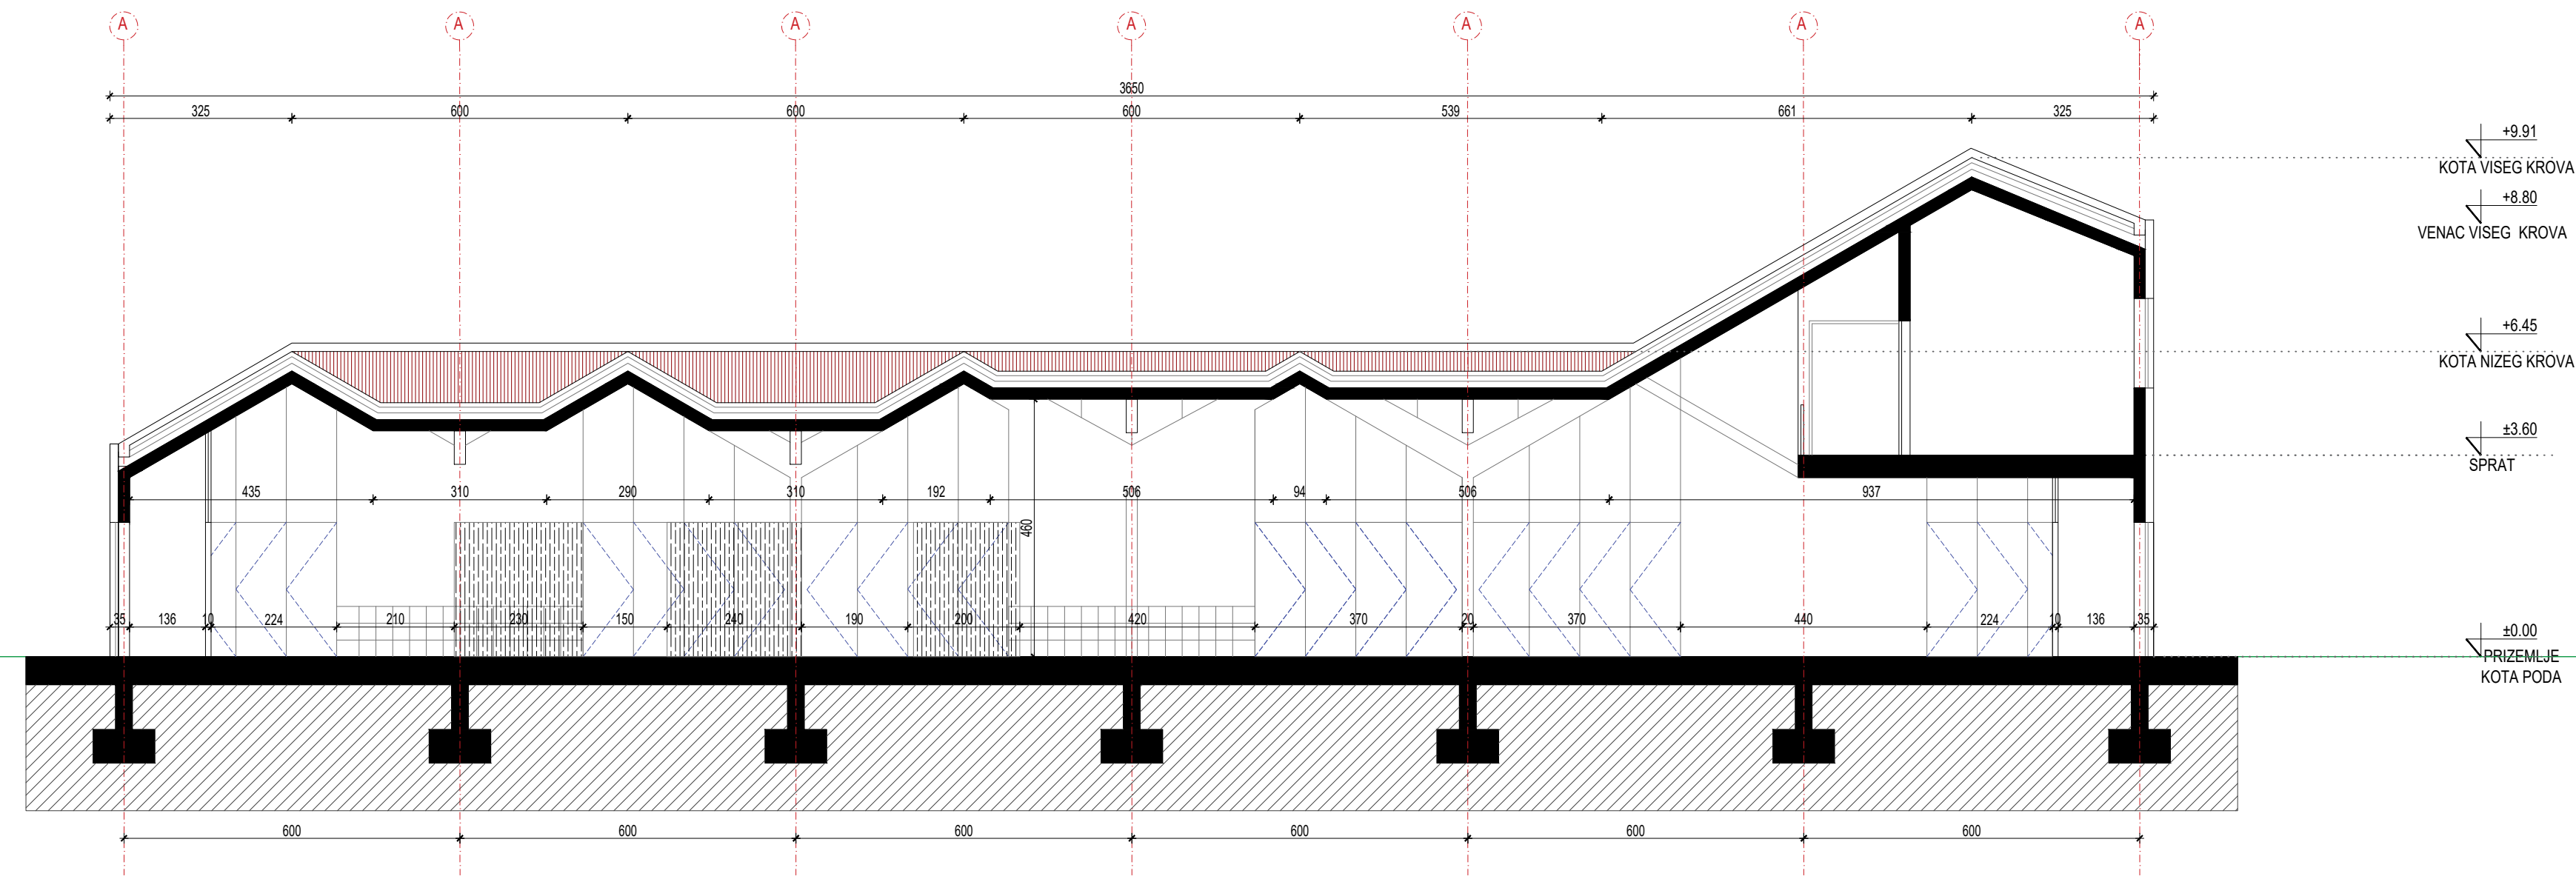 A A A A A A A
3650
325 600 600 600 539 661 325
+9.91
KOTA VISEG KROVA
+8.80
VENAC VISEG KROVA
+6.45
KOTA NIZEG KROVA
±3.60
SPRAT
435 310 290 310 192 506 94 506 937
460
35 136 10 224 210 230 150 240 190 200 420 370 20 370 440 224 10 136 35
±0.00
PRIZEMLJE
KOTA PODA
600 600 600 600 600 600